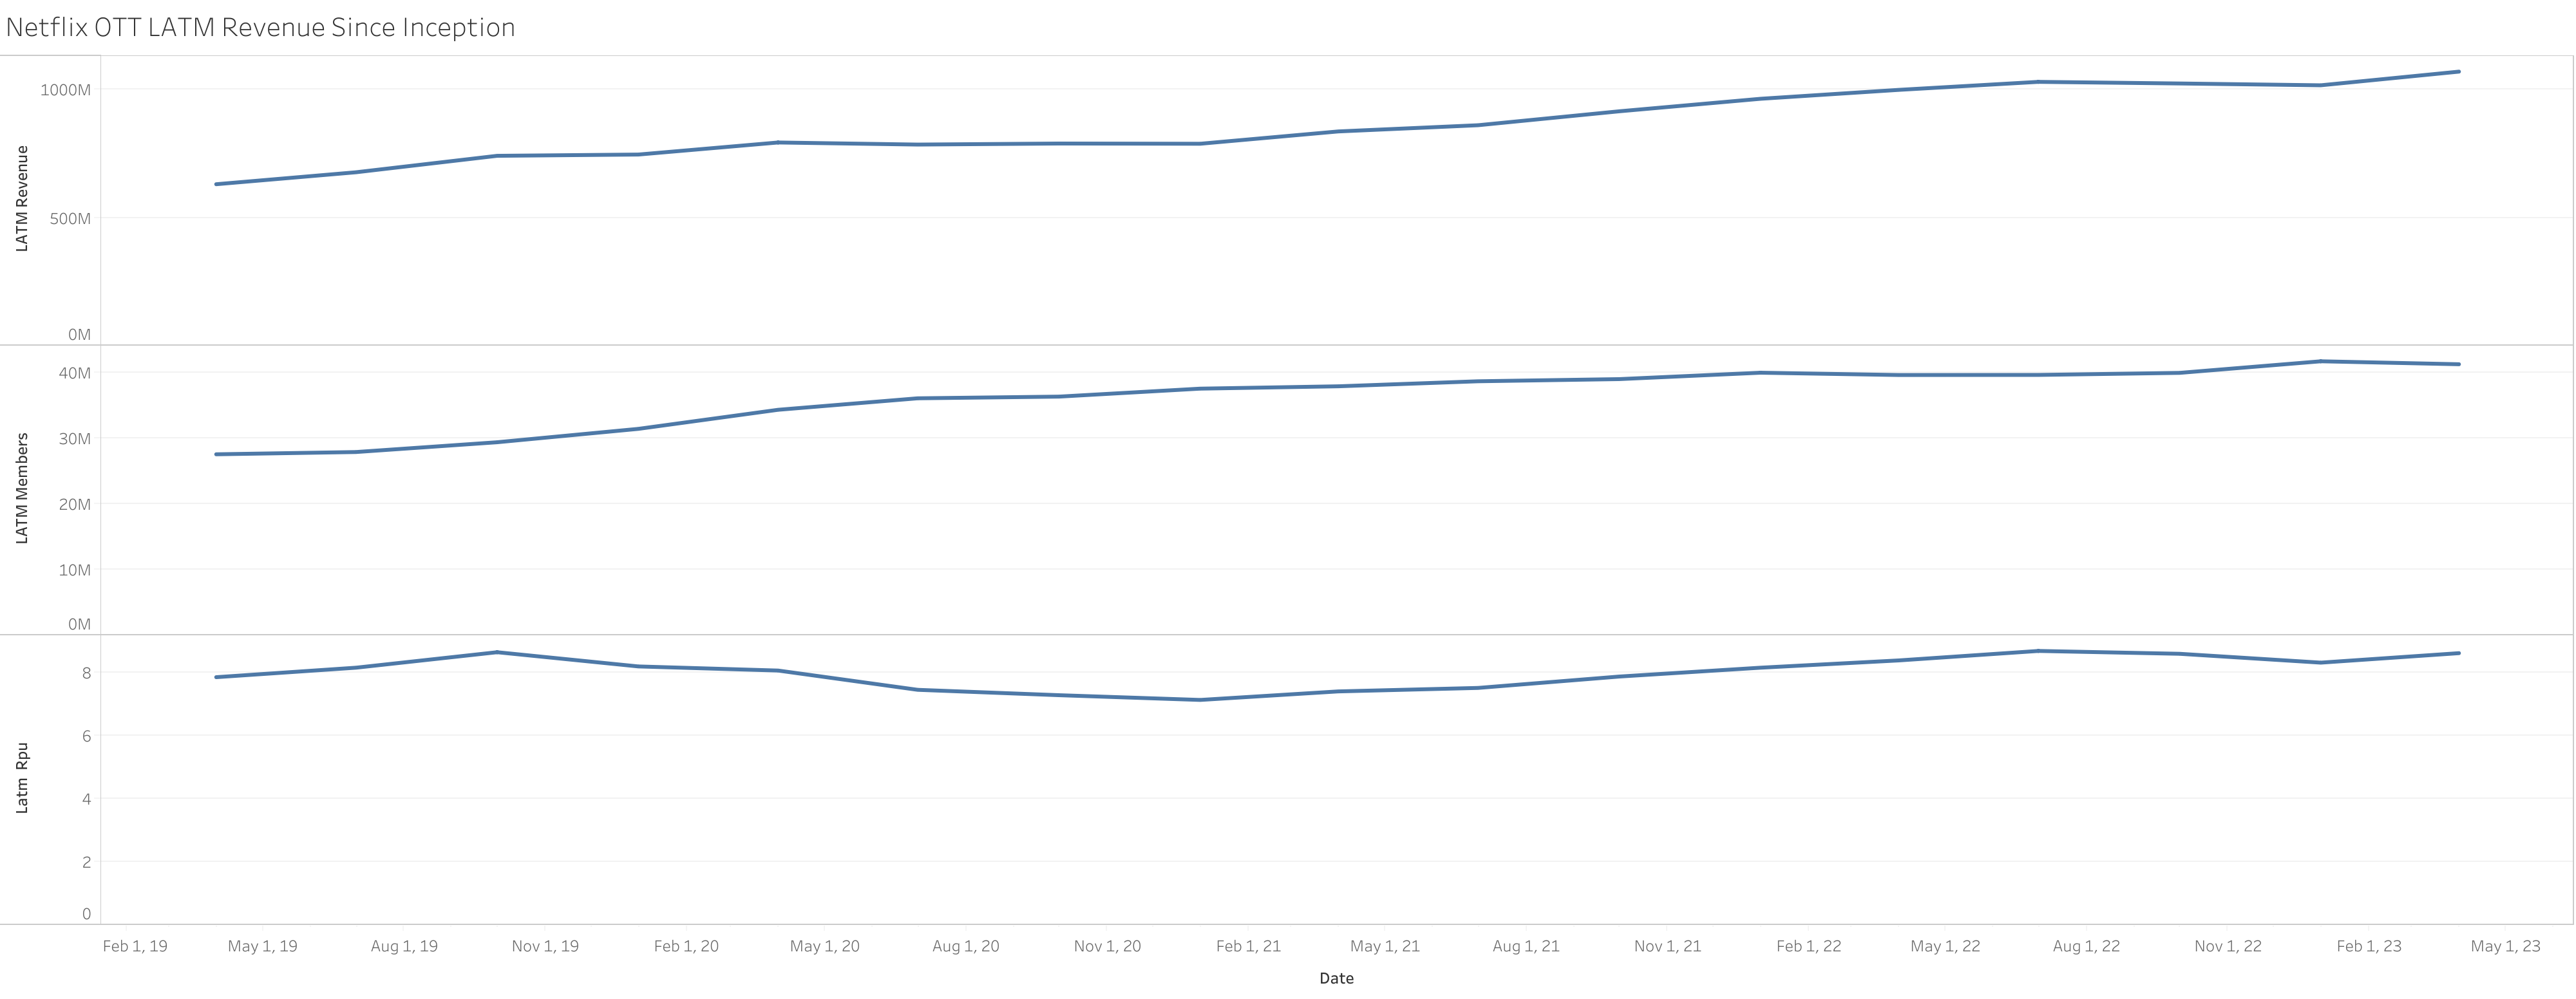 Netflix OTT LATM Revenue Since Inception
LATM Revenue
1000M
500M
0M
LATM Members
40M
30M
20M
10M
0M
Latm Rpu
8
6
4
2
0
Feb 1, 19 May 1, 19 Aug 1, 19 Nov 1, 19 Feb 1, 20 May 1, 20 Aug 1, 20 Nov 1, 20 Feb 1, 21 May 1, 21 Aug 1, 21 Nov 1, 21 Feb 1, 22 May 1, 22 Aug 1, 22 Nov 1, 22 Feb 1, 23 May 1, 23
Date